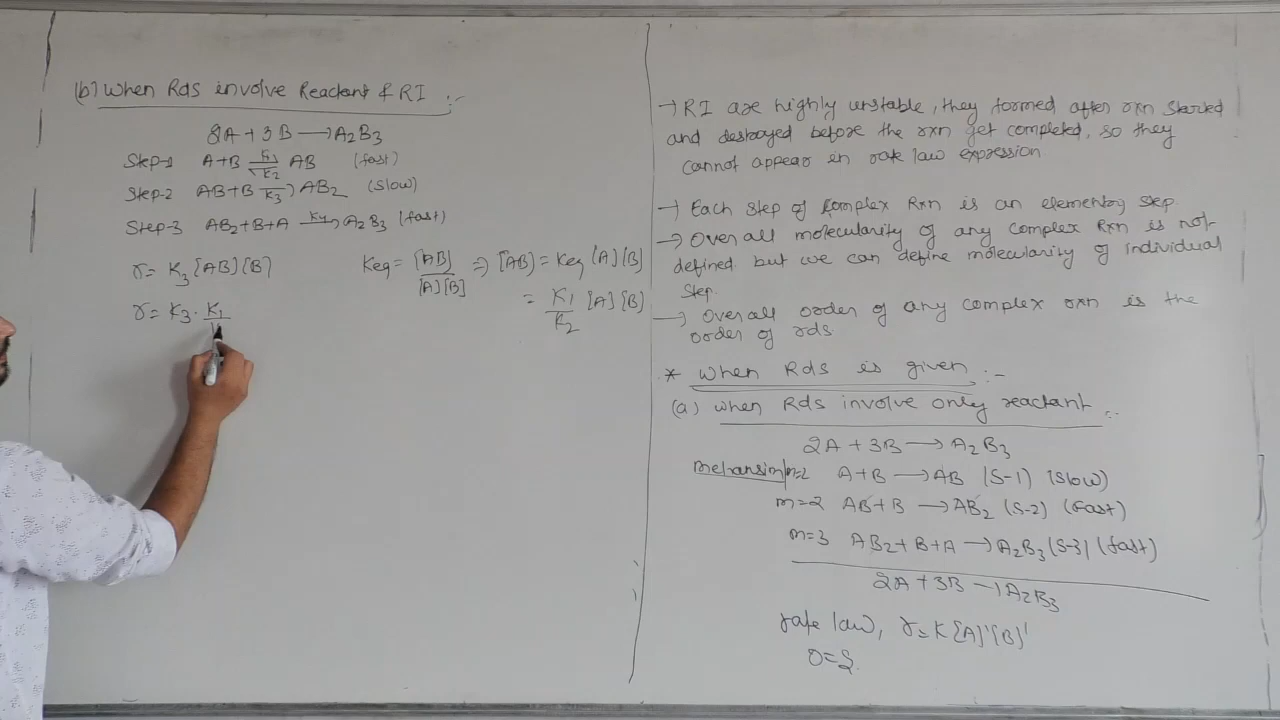 (b) When Rds involve Reactant & RI :-
2A + 3B ⟶ A₂B₃
Step-1 A+B K₁/K₂ AB (fast)
Step-2 AB+B K₃⟶ AB₂ (Slow)
Step-3 AB₂+B+A K₄⟶ A₂B₃ (fast)
r = K₃[AB][B] Keq = [AB]/[A][B] ⇒ [AB] = Keq [A][B]
r = K₃. K₁/ = K₁/K₂ [A][B]
→ RI are highly unstable, they formed after rxn started
and destroyed before the rxn get completed, so they
cannot appear in rate law expression
→ Each step of complex Rxn is an elementry step.
→ Overall molecularity of any complex Rxn is not
defined. but we can define molecularity of individual
step.
→ Overall order of any complex rxn is the
order of rds.
* When Rds is given :-
(a) when Rds involve only reactant :-
2A + 3B ⟶ A₂B₃
Mehansim m=2 A+B ⟶ AB (S-1) (Slow)
m=2 AB+B ⟶ AB₂ (S-2) (Fast)
m=3 AB₂+B+A ⟶ A₂B₃ (S-3) (fast)
2A + 3B ⟶ A₂B₃
rate law, r=K[A]'[B]'
O=2